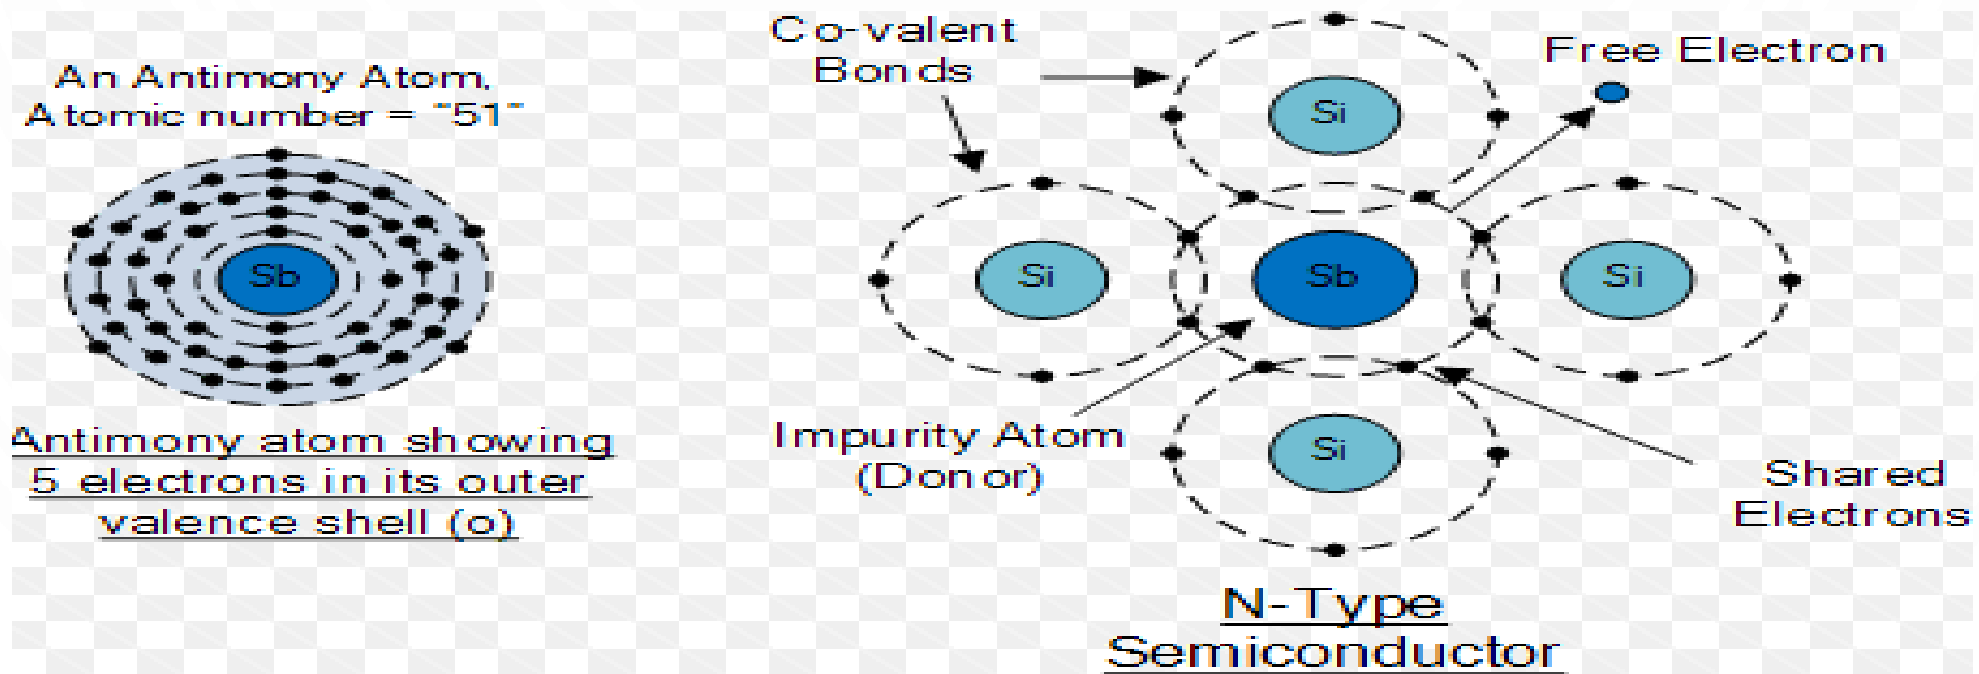 An Antimony Atom,
Atomic number = "51"
Sb
Antimony atom showing
5 electrons in its outer
valence shell (o)
Co-valent
Bonds
Free Electron
Si
Si
Sb
Si
Si
Impurity Atom
(Donor)
Shared
Electrons
N-Type
Semiconductor